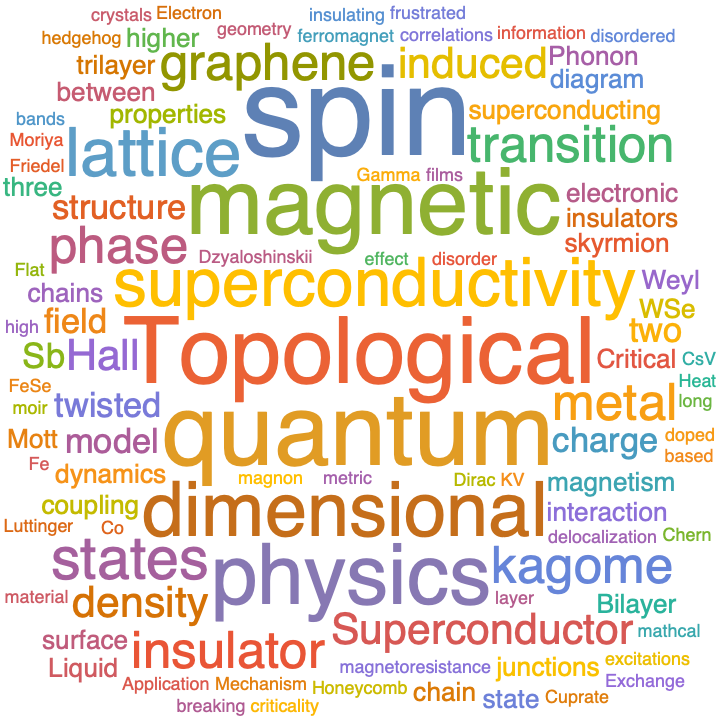 crystals Electron insulating frustrated
hedgehog higher geometry ferromagnet correlations information disordered
trilayer graphene induced Phonon
between spin diagram
bands properties superconducting
Moriya lattice transition
Friedel Gamma films
three structure magnetic electronic
insulators
phase skyrmion
Dzyaloshinskii effect disorder
Flat superconductivity Weyl
chains WSe
high field two
Sb Hall Topological Critical CsV
FeSe Heat
moir twisted metal long
Mott model quantum charge doped
Fe based
dynamics magnon metric Dirac KV magnetism
coupling dimensional interaction
Luttinger Co delocalization Chern
states physics kagome
material density layer Bilayer
surface insulator Superconductor mathcal
Liquid magnetoresistance junctions excitations
Application Mechanism Honeycomb chain state Exchange
breaking criticality Cuprate